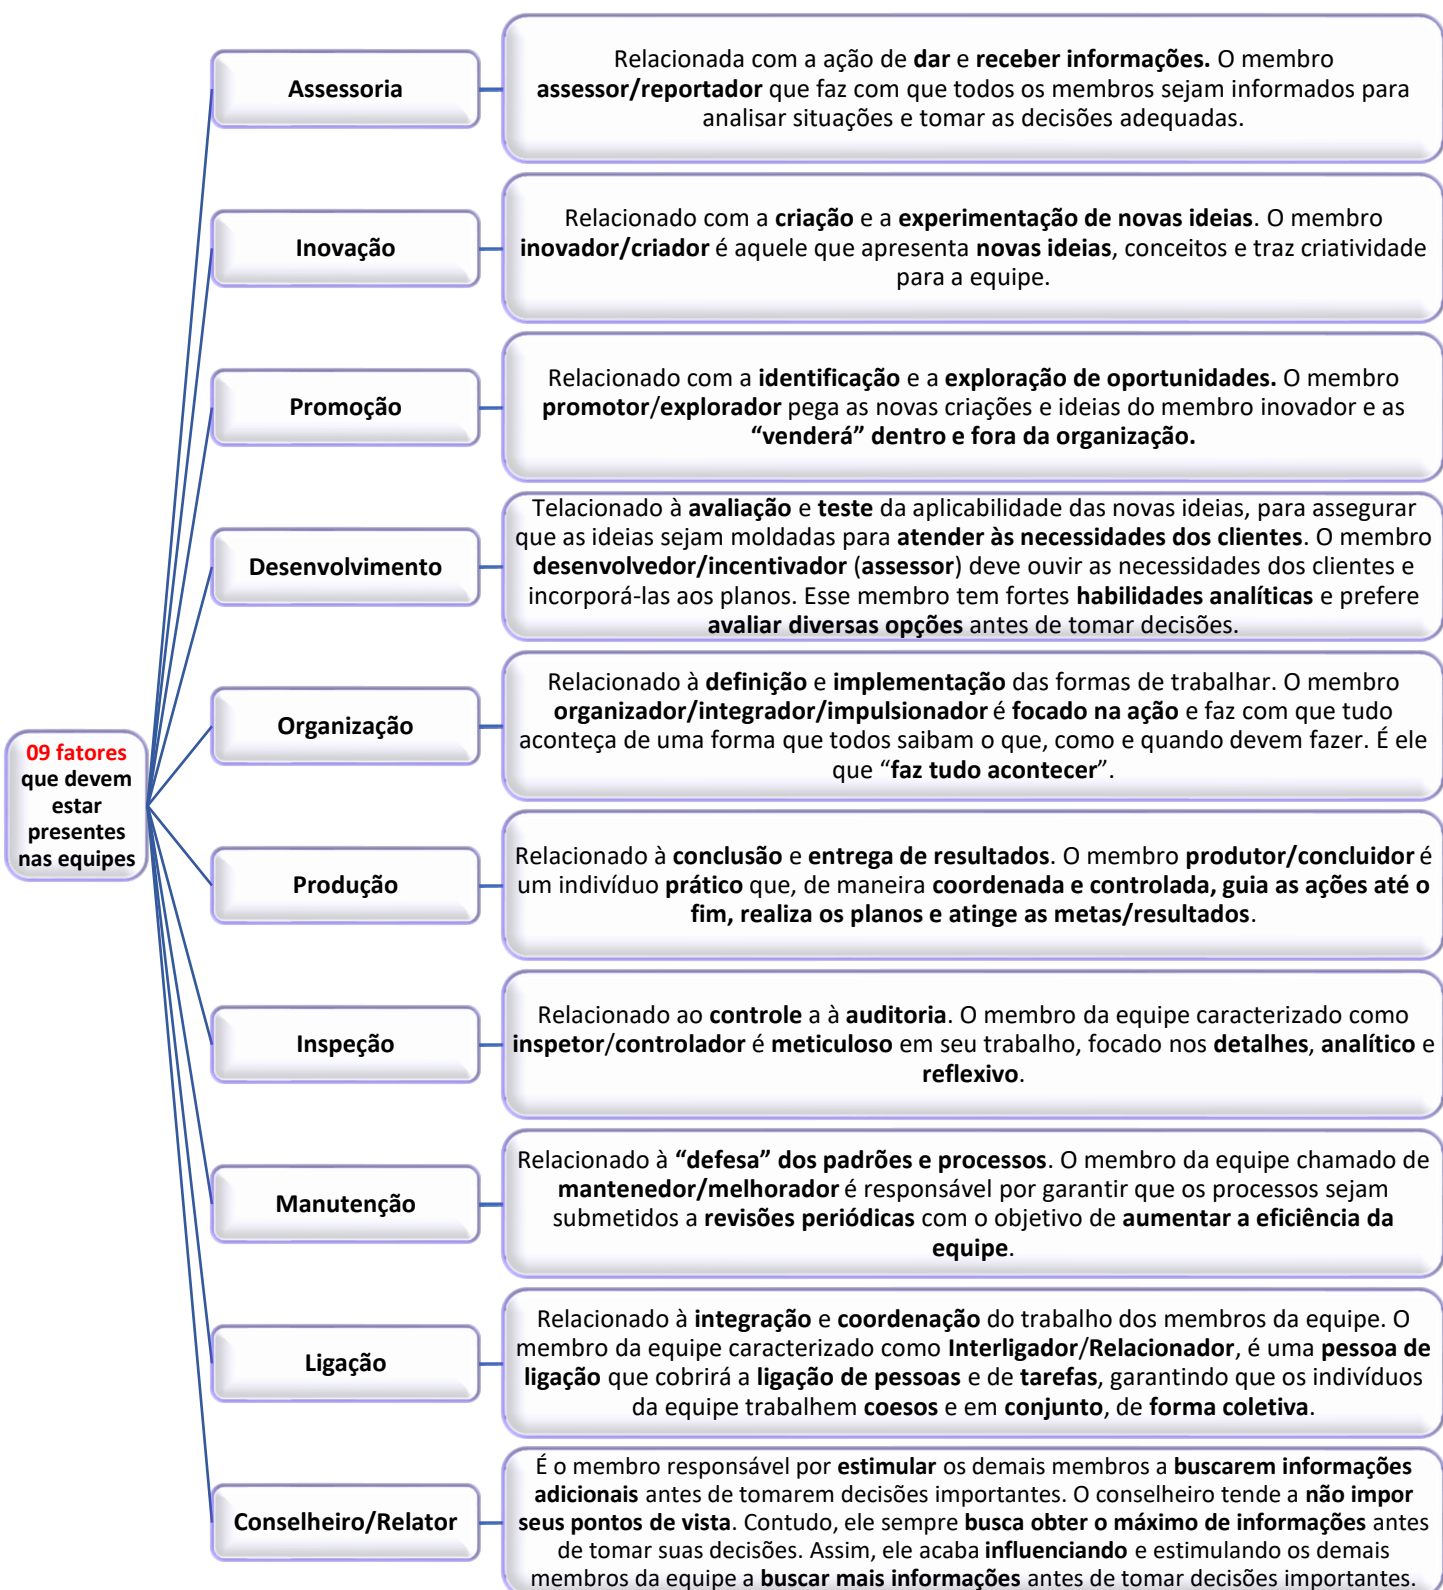 Assessoria
Relacionada com a ação de dar e receber informações. O membro
assessor/reportador que faz com que todos os membros sejam informados para
analisar situações e tomar as decisões adequadas.
Inovação
Relacionado com a criação e a experimentação de novas ideias. O membro
inovador/criador é aquele que apresenta novas ideias, conceitos e traz criatividade
para a equipe.
Promoção
Relacionado com a identificação e a exploração de oportunidades. O membro
promotor/explorador pega as novas criações e ideias do membro inovador e as
“venderá” dentro e fora da organização.
Desenvolvimento
Telacionado à avaliação e teste da aplicabilidade das novas ideias, para assegurar
que as ideias sejam moldadas para atender às necessidades dos clientes. O membro
desenvolvedor/incentivador (assessor) deve ouvir as necessidades dos clientes e
incorporá-las aos planos. Esse membro tem fortes habilidades analíticas e prefere
avaliar diversas opções antes de tomar decisões.
Organização
Relacionado à definição e implementação das formas de trabalhar. O membro
organizador/integrador/impulsionador é focado na ação e faz com que tudo
aconteça de uma forma que todos saibam o que, como e quando devem fazer. É ele
que “faz tudo acontecer”.
09 fatores
que devem
estar
presentes
nas equipes
Produção
Relacionado à conclusão e entrega de resultados. O membro produtor/concluidor é
um indivíduo prático que, de maneira coordenada e controlada, guia as ações até o
fim, realiza os planos e atinge as metas/resultados.
Inspeção
Relacionado ao controle a à auditoria. O membro da equipe caracterizado como
inspetor/controlador é meticuloso em seu trabalho, focado nos detalhes, analítico e
reflexivo.
Manutenção
Relacionado à “defesa” dos padrões e processos. O membro da equipe chamado de
mantenedor/melhorador é responsável por garantir que os processos sejam
submetidos a revisões periódicas com o objetivo de aumentar a eficiência da
equipe.
Ligação
Relacionado à integração e coordenação do trabalho dos membros da equipe. O
membro da equipe caracterizado como Interligador/Relacionador, é uma pessoa de
ligação que cobrirá a ligação de pessoas e de tarefas, garantindo que os indivíduos
da equipe trabalhem coesos e em conjunto, de forma coletiva.
Conselheiro/Relator
É o membro responsável por estimular os demais membros a buscarem informações
adicionais antes de tomarem decisões importantes. O conselheiro tende a não impor
seus pontos de vista. Contudo, ele sempre busca obter o máximo de informações antes
de tomar suas decisões. Assim, ele acaba influenciando e estimulando os demais
membros da equipe a buscar mais informações antes de tomar decisões importantes.